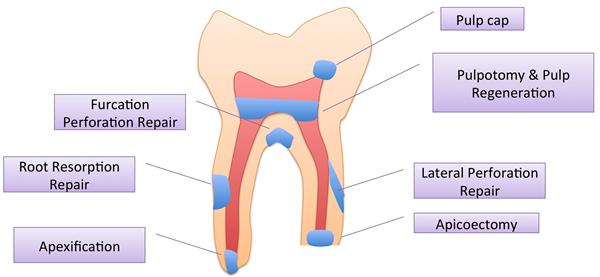 Pulp cap
Pulpotomy & Pulp
Regeneration
Furcation
Perforation Repair
Root Resorption
Repair
Lateral Perforation
Repair
Apicoectomy
Apexification